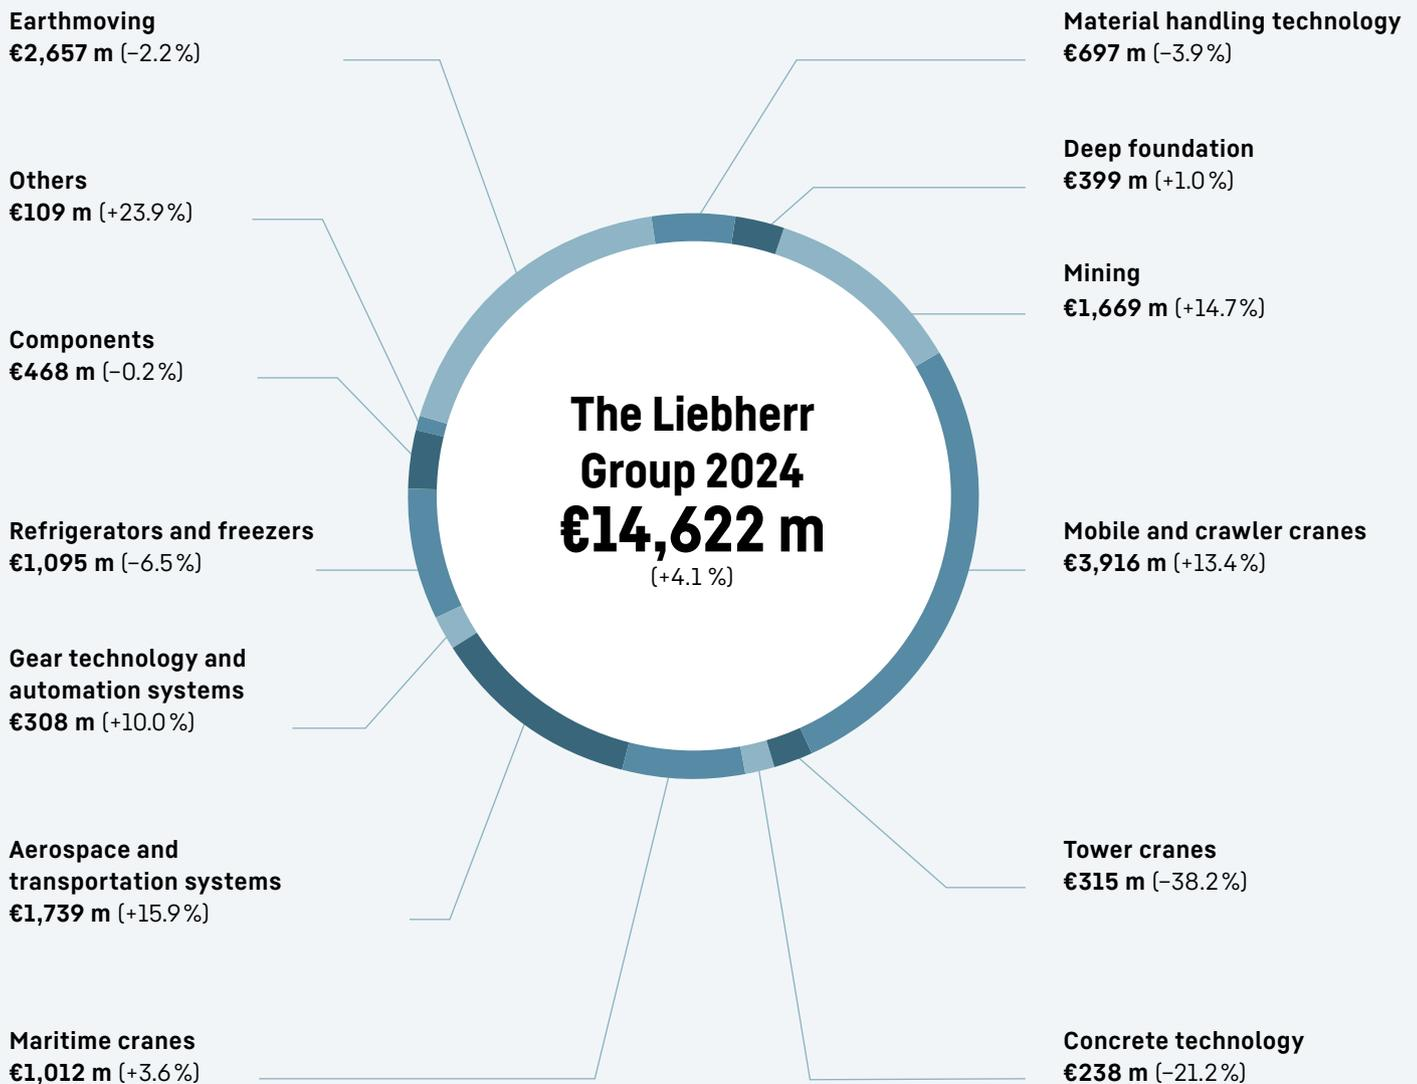 Earthmoving
€2,657 m (−2.2 %)
Others
€109 m (+23.9 %)
Components
€468 m (−0.2 %)
Refrigerators and freezers
€1,095 m (−6.5 %)
Gear technology and
automation systems
€308 m (+10.0 %)
Aerospace and
transportation systems
€1,739 m (+15.9 %)
Maritime cranes
€1,012 m (+3.6 %)
The Liebherr
Group 2024
€14,622 m
(+4.1 %)
Material handling technology
€697 m (−3.9 %)
Deep foundation
€399 m (+1.0 %)
Mining
€1,669 m (+14.7 %)
Mobile and crawler cranes
€3,916 m (+13.4 %)
Tower cranes
€315 m (−38.2 %)
Concrete technology
€238 m (−21.2 %)